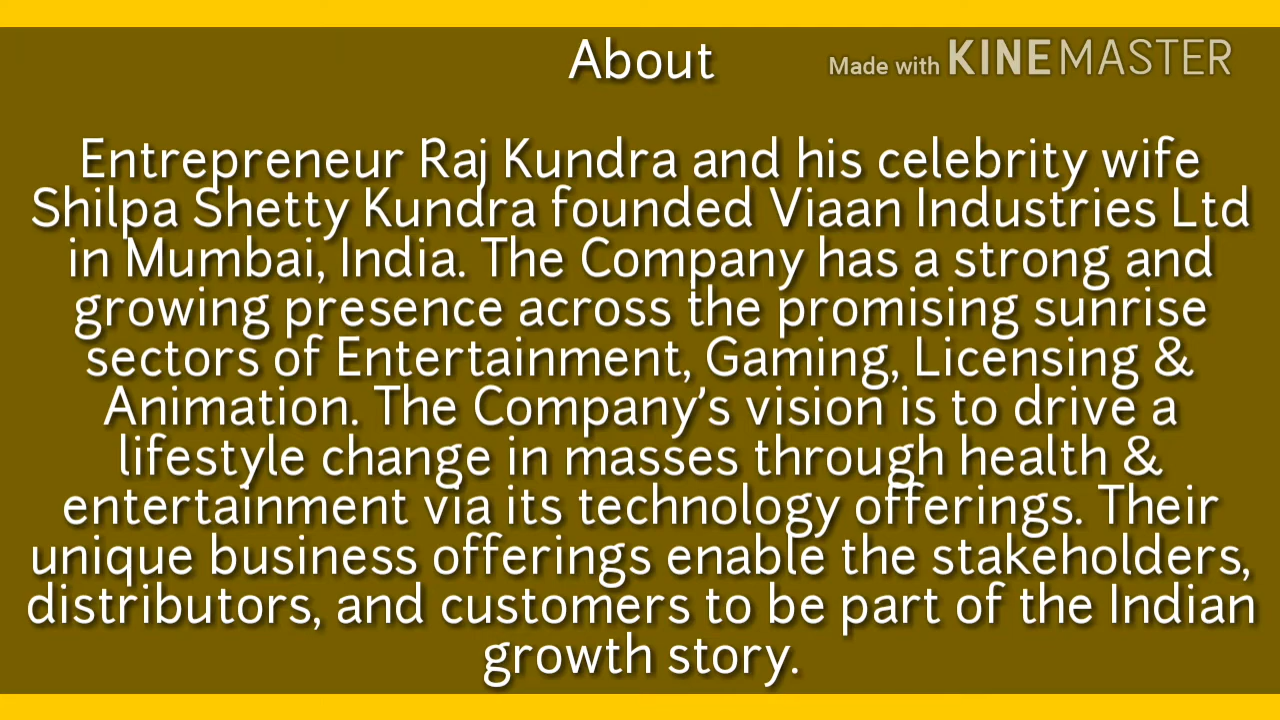 About
Made with KINEMASTER
Entrepreneur Raj Kundra and his celebrity wife
Shilpa Shetty Kundra founded Viaan Industries Ltd
in Mumbai, India. The Company has a strong and
growing presence across the promising sunrise
sectors of Entertainment, Gaming, Licensing &
Animation. The Company’s vision is to drive a
lifestyle change in masses through health &
entertainment via its technology offerings. Their
unique business offerings enable the stakeholders,
distributors, and customers to be part of the Indian
growth story.